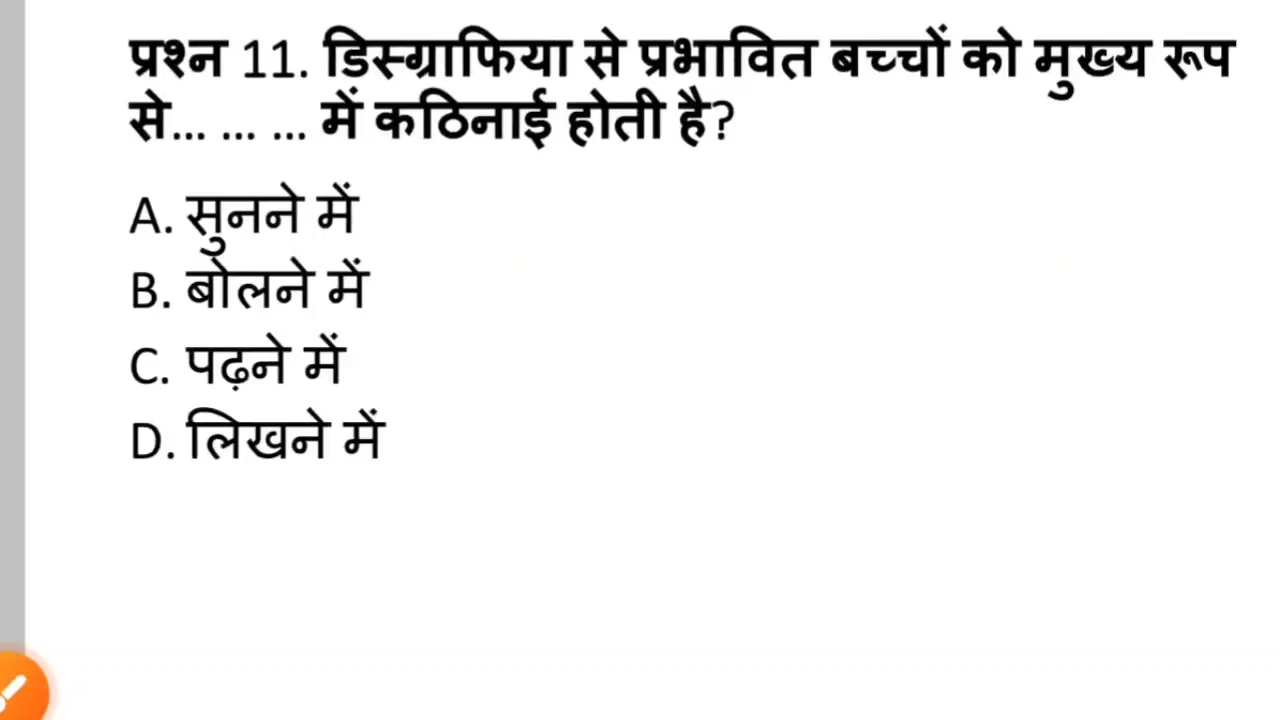 प्रश्न 11. डिस्ग्राफिया से प्रभावित बच्चों को मुख्य रूप
से... ... ... में कठिनाई होती है?
A. सुनने में
B. बोलने में
C. पढ़ने में
D. लिखने में